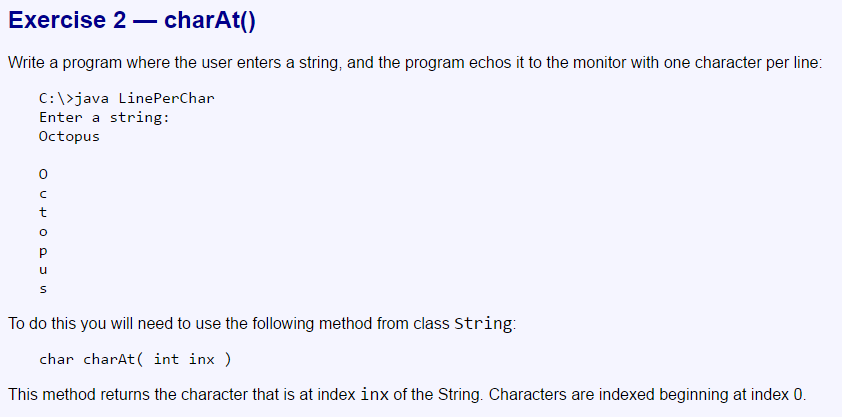 Exercise 2 — charAt()
Write a program where the user enters a string, and the program echos it to the monitor with one character per line:
C:\>java LinePerChar
Enter a string:
Octopus
O
c
t
o
p
u
s
To do this you will need to use the following method from class String:
char charAt( int inx )
This method returns the character that is at index inx of the String. Characters are indexed beginning at index 0.